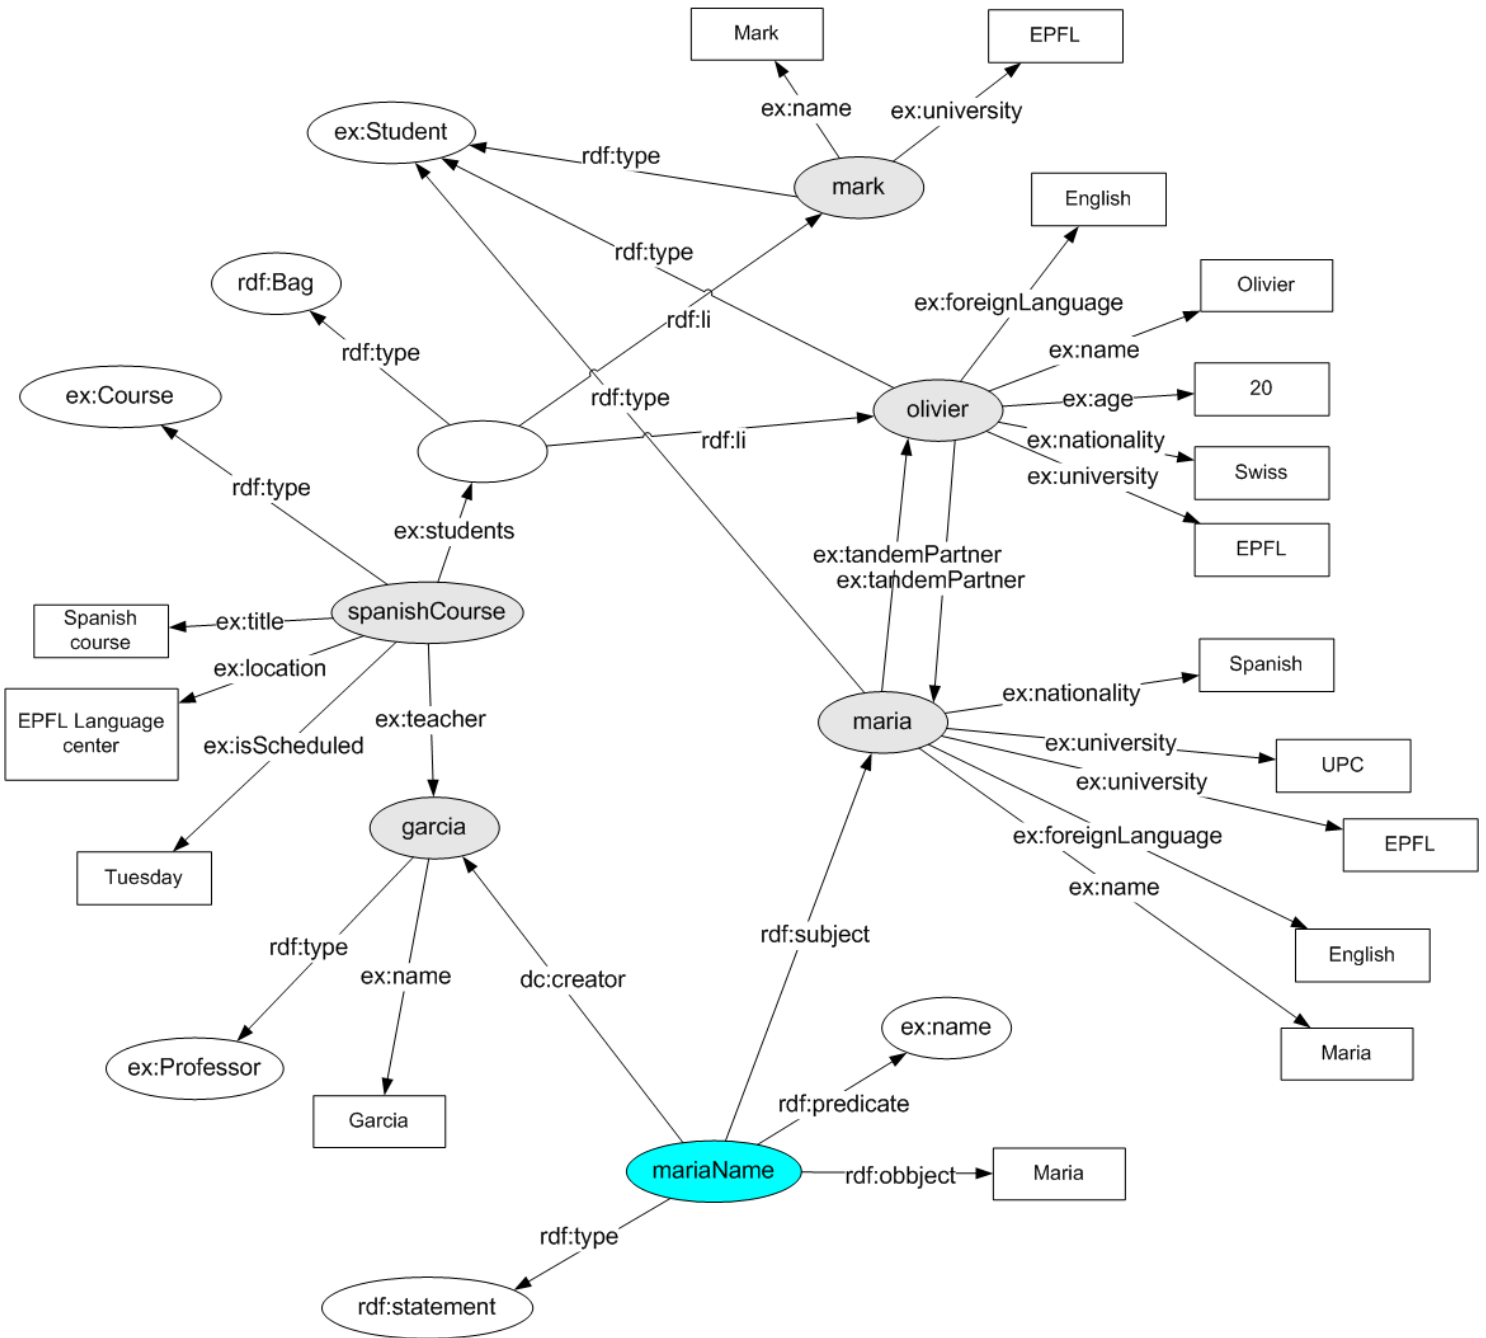 Mark
EPFL
ex:name
ex:university
ex:Student
rdf:type
mark
English
rdf:type
rdf:Bag
Olivier
ex:foreignLanguage
rdf:li
rdf:type
ex:name
ex:Course
rdf:type
ex:age
20
olivier
rdf:li
ex:nationality
Swiss
ex:university
rdf:type
ex:students
EPFL
ex:tandemPartner
ex:tandemPartner
spanishCourse
Spanish
course
ex:title
ex:location
Spanish
ex:nationality
EPFL Language
center
ex:teacher
maria
ex:isScheduled
ex:university
UPC
ex:university
garcia
ex:foreignLanguage
EPFL
Tuesday
ex:name
rdf:type
rdf:subject
English
ex:name
dc:creator
ex:name
Maria
ex:Professor
rdf:predicate
Garcia
mariaName
rdf:obbject
Maria
rdf:type
rdf:statement